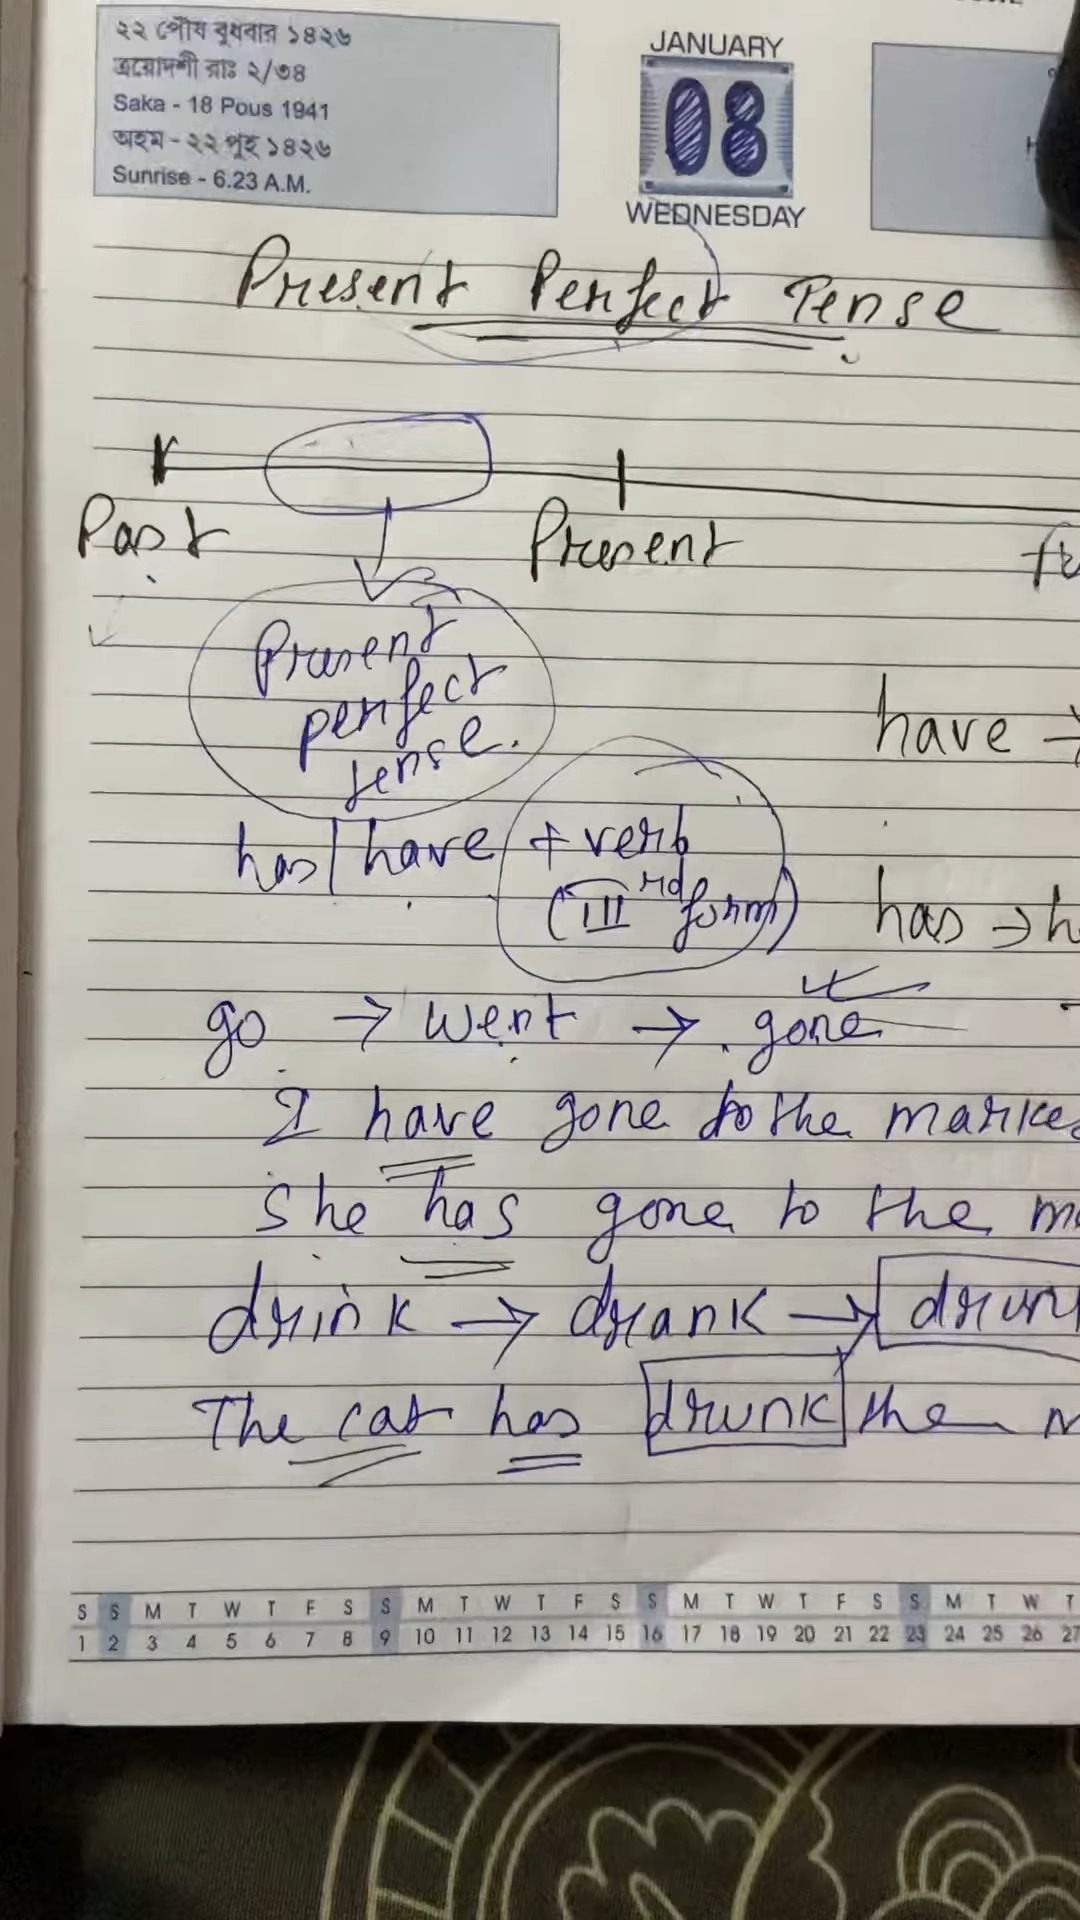 ২২ পৌষ বুধবার ১৪২৬
ত্রয়োদশী রাঃ ২/৩৪
Saka - 18 Pous 1941
অহম - ২২ পুহ ১৪২৬
Sunrise - 6.23 A.M.
JANUARY
08
WEDNESDAY
Present Perfect Tense
Past Present
Present
perfect
tense.
have →
has/have + verb
(III rd form)
has →
go → went → gone
I have gone to the
She has gone to the
drink → drank →
The cat has drunk the
S S M T W T F S S M T W T F S S M T W T F S S M T W T
1 2 3 4 5 6 7 8 9 10 11 12 13 14 15 16 17 18 19 20 21 22 23 24 25 26 27